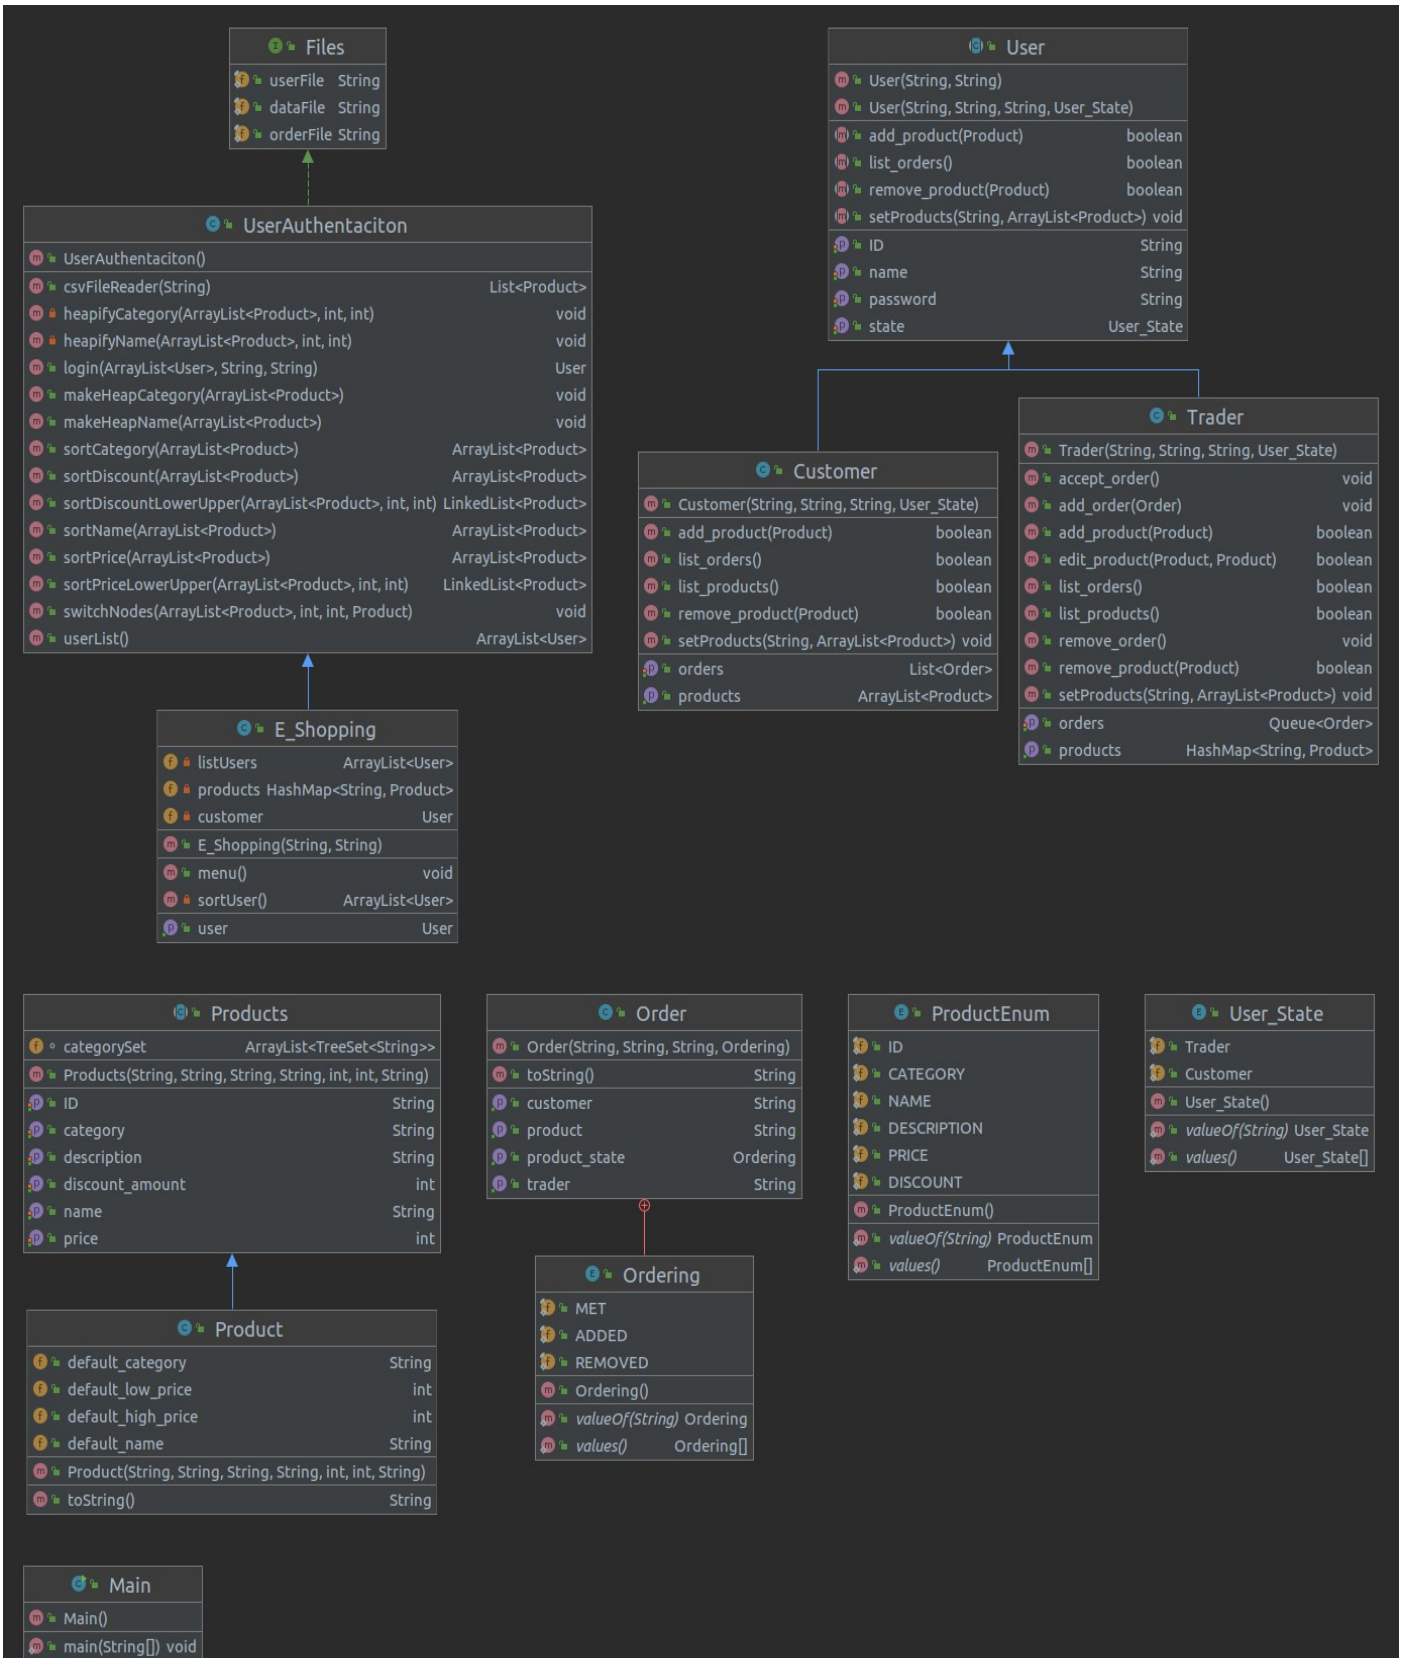 Files
userFile String
dataFile String
orderFile String
User
User(String, String)
User(String, String, String, User_State)
add_product(Product) boolean
list_orders() boolean
remove_product(Product) boolean
setProducts(String, ArrayList<Product>) void
ID String
name String
password String
state User_State
UserAuthentaciton
UserAuthentaciton()
csvFileReader(String) List<Product>
heapifyCategory(ArrayList<Product>, int, int) void
heapifyName(ArrayList<Product>, int, int) void
login(ArrayList<User>, String, String) User
makeHeapCategory(ArrayList<Product>) void
makeHeapName(ArrayList<Product>) void
sortCategory(ArrayList<Product>) ArrayList<Product>
sortDiscount(ArrayList<Product>) ArrayList<Product>
sortDiscountLowerUpper(ArrayList<Product>, int, int) LinkedList<Product>
sortName(ArrayList<Product>) ArrayList<Product>
sortPrice(ArrayList<Product>) ArrayList<Product>
sortPriceLowerUpper(ArrayList<Product>, int, int) LinkedList<Product>
switchNodes(ArrayList<Product>, int, int, Product) void
userList() ArrayList<User>
Customer
Customer(String, String, String, User_State)
add_product(Product) boolean
list_orders() boolean
list_products() boolean
remove_product(Product) boolean
setProducts(String, ArrayList<Product>) void
orders List<Order>
products ArrayList<Product>
Trader
Trader(String, String, String, User_State)
accept_order() void
add_order(Order) void
add_product(Product) boolean
edit_product(Product, Product) boolean
list_orders() boolean
list_products() boolean
remove_order() void
remove_product(Product) boolean
setProducts(String, ArrayList<Product>) void
orders Queue<Order>
products HashMap<String, Product>
E_Shopping
listUsers ArrayList<User>
products HashMap<String, Product>
customer User
E_Shopping(String, String)
menu() void
sortUser() ArrayList<User>
user User
Products
categorySet ArrayList<TreeSet<String>>
Products(String, String, String, String, int, int, String)
ID String
category String
description String
discount_amount int
name String
price int
Order
Order(String, String, String, Ordering)
toString() String
customer String
product String
product_state Ordering
trader String
ProductEnum
ID
CATEGORY
NAME
DESCRIPTION
PRICE
DISCOUNT
ProductEnum()
valueOf(String) ProductEnum
values() ProductEnum[]
User_State
Trader
Customer
User_State()
valueOf(String) User_State
values() User_State[]
Product
default_category String
default_low_price int
default_high_price int
default_name String
Product(String, String, String, String, int, int, String)
toString() String
Ordering
MET
ADDED
REMOVED
Ordering()
valueOf(String) Ordering
values() Ordering[]
Main
Main()
main(String[]) void